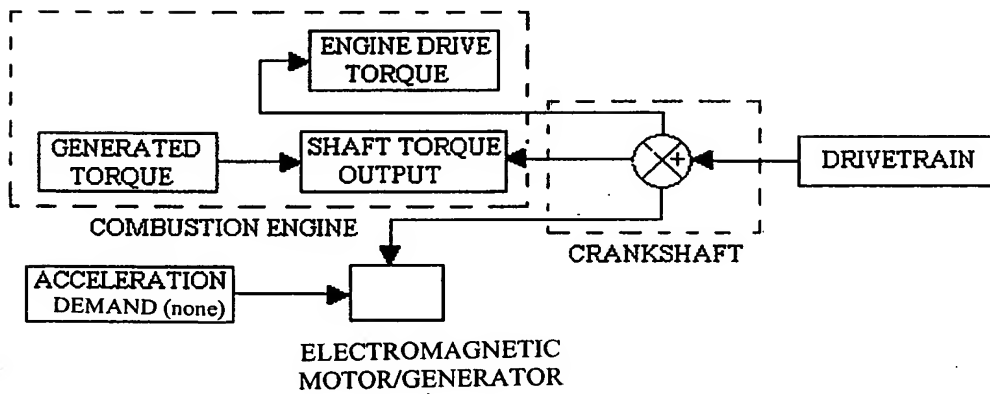 ENGINE DRIVE
TORQUE
GENERATED
TORQUE
SHAFT TORQUE
OUTPUT
+
DRIVETRAIN
COMBUSTION ENGINE
CRANKSHAFT
ACCELERATION
DEMAND (none)
ELECTROMAGNETIC
MOTOR/GENERATOR